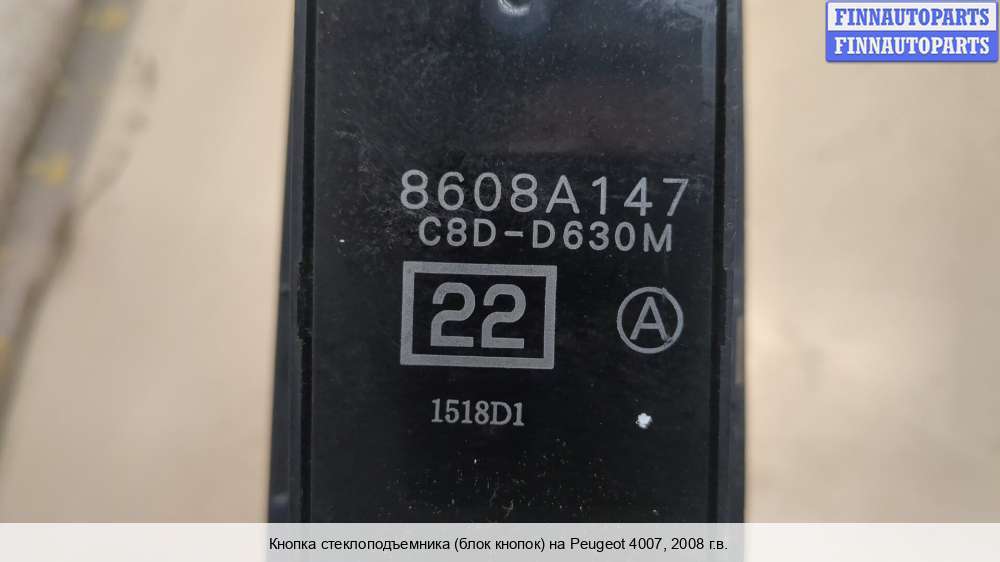 FINNAUTOPARTS
FINNAUTOPARTS
8608A147
C8D-D630M
22
A
1518D1
Кнопка стеклоподъемника (блок кнопок) на Peugeot 4007, 2008 г.в.